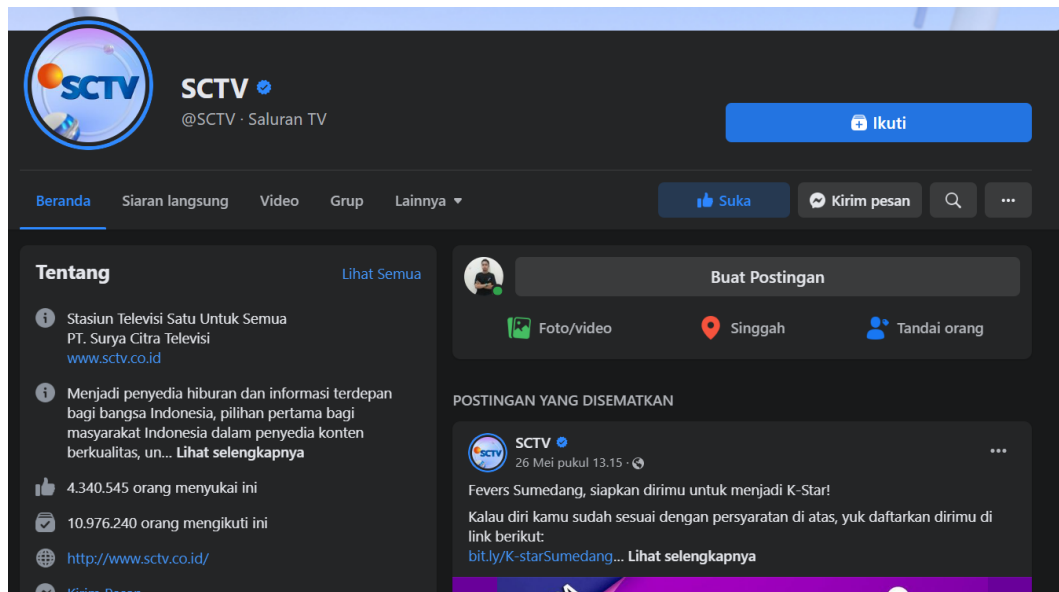 SCTV
SCTV
@SCTV · Saluran TV
Ikuti
Beranda
Siaran langsung
Video
Grup
Lainnya
Suka
Kirim pesan
Tentang
Lihat Semua
Stasiun Televisi Satu Untuk Semua
PT. Surya Citra Televisi
www.sctv.co.id
Menjadi penyedia hiburan dan informasi terdepan
bagi bangsa Indonesia, pilihan pertama bagi
masyarakat Indonesia dalam penyedia konten
berkualitas, un... Lihat selengkapnya
4.340.545 orang menyukai ini
10.976.240 orang mengikuti ini
http://www.sctv.co.id/
Kirim Pesan
Buat Postingan
Foto/video
Singgah
Tandai orang
POSTINGAN YANG DISEMATKAN
SCTV
SCTV
26 Mei pukul 13.15 ·
Fevers Sumedang, siapkan dirimu untuk menjadi K-Star!
Kalau diri kamu sudah sesuai dengan persyaratan di atas, yuk daftarkan dirimu di
link berikut:
bit.ly/K-starSumedang... Lihat selengkapnya